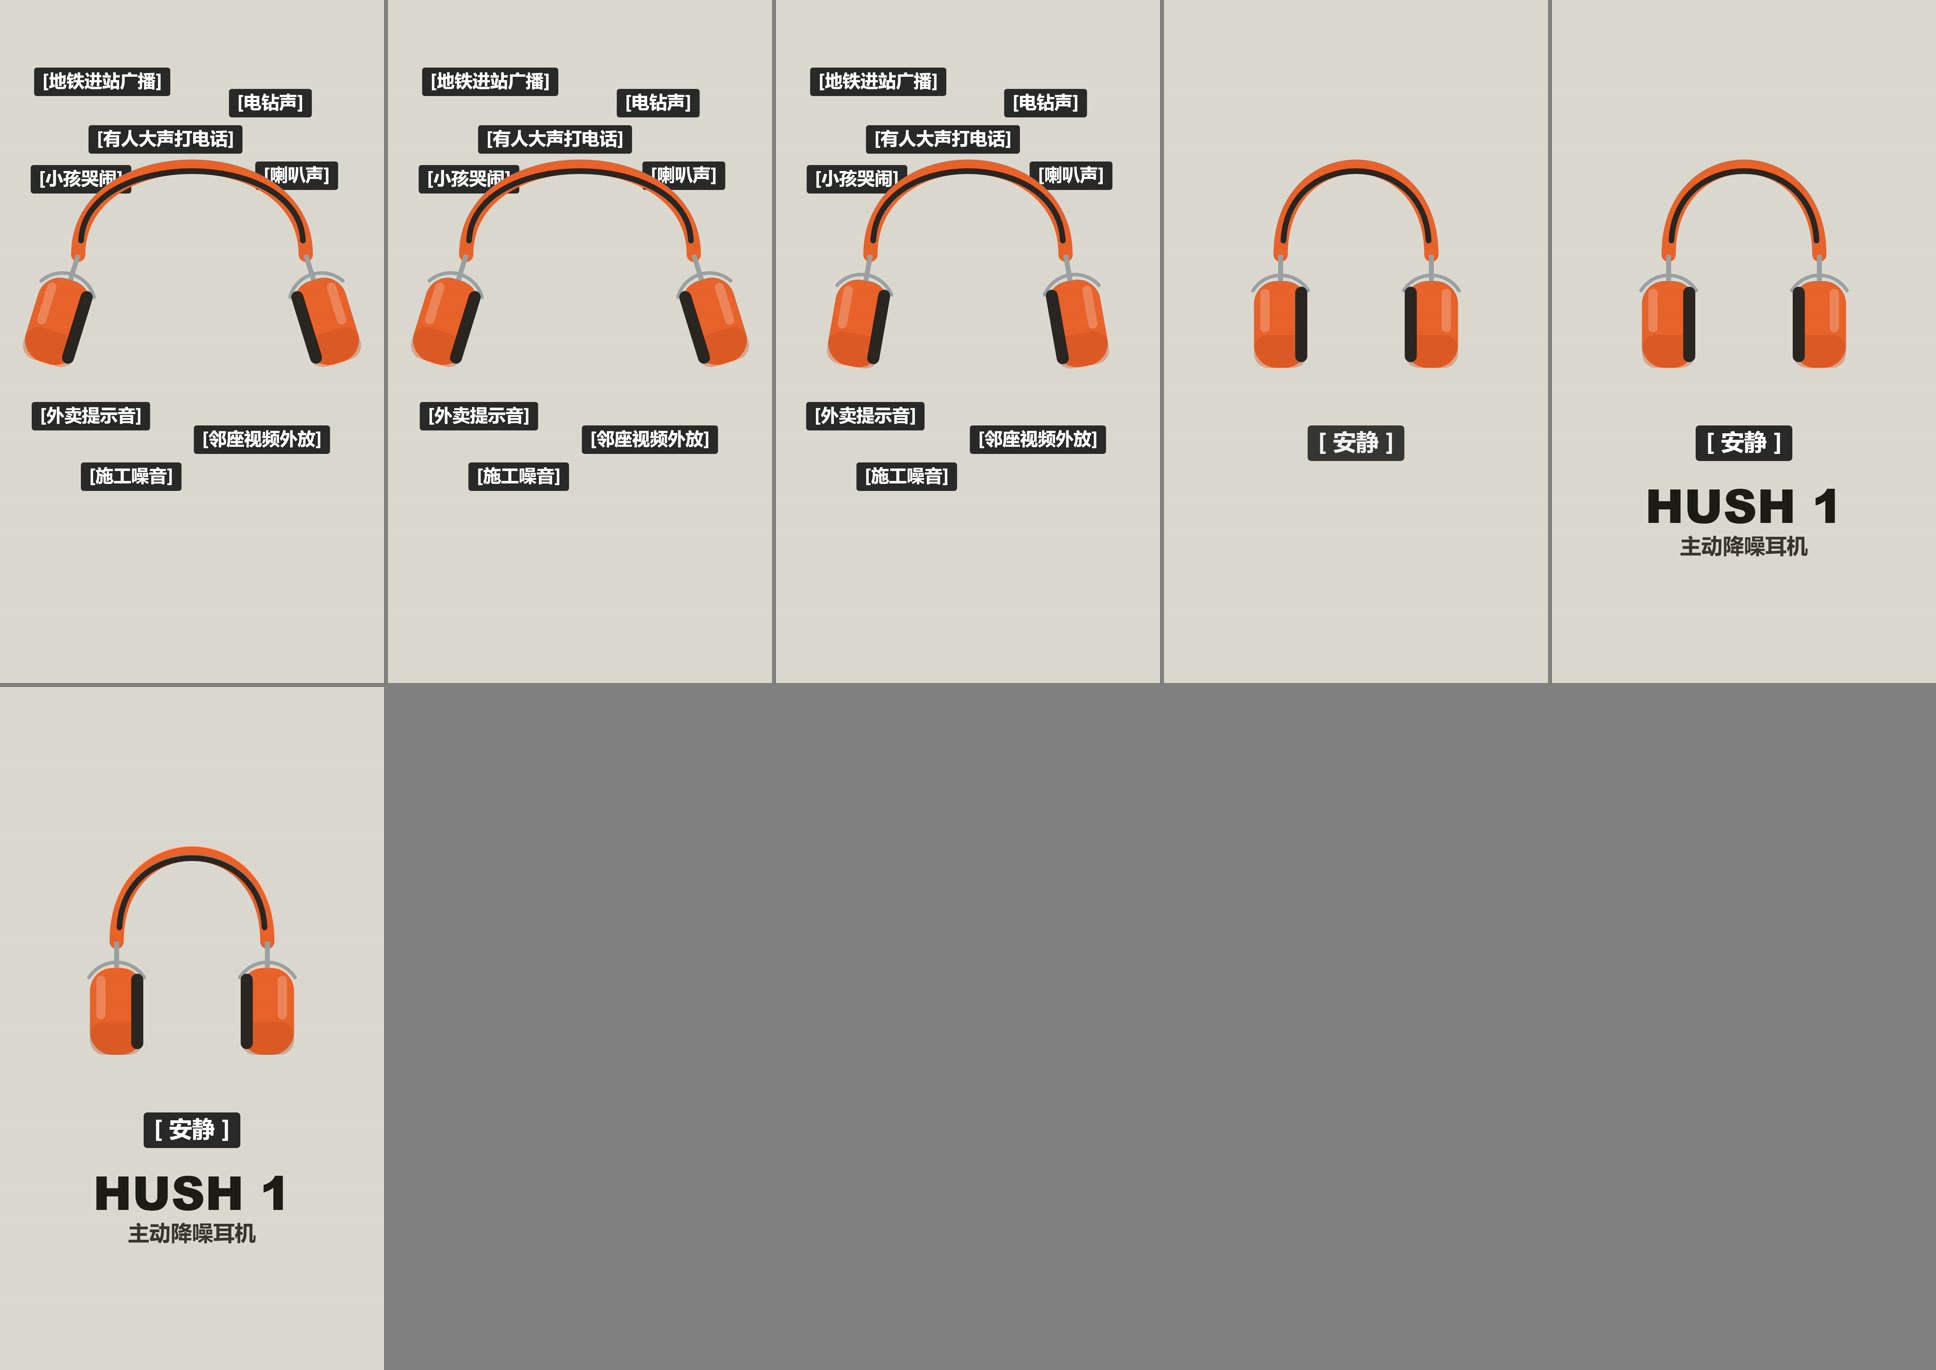 [地铁进站广播]
[电钻声]
[有人大声打电话]
[小孩哭闹]
[喇叭声]
[外卖提示音]
[邻座视频外放]
[施工噪音]
[地铁进站广播]
[电钻声]
[有人大声打电话]
[小孩哭闹]
[喇叭声]
[外卖提示音]
[邻座视频外放]
[施工噪音]
[地铁进站广播]
[电钻声]
[有人大声打电话]
[小孩哭闹]
[喇叭声]
[外卖提示音]
[邻座视频外放]
[施工噪音]
[ 安静 ]
[ 安静 ]
HUSH 1
主动降噪耳机
[ 安静 ]
HUSH 1
主动降噪耳机